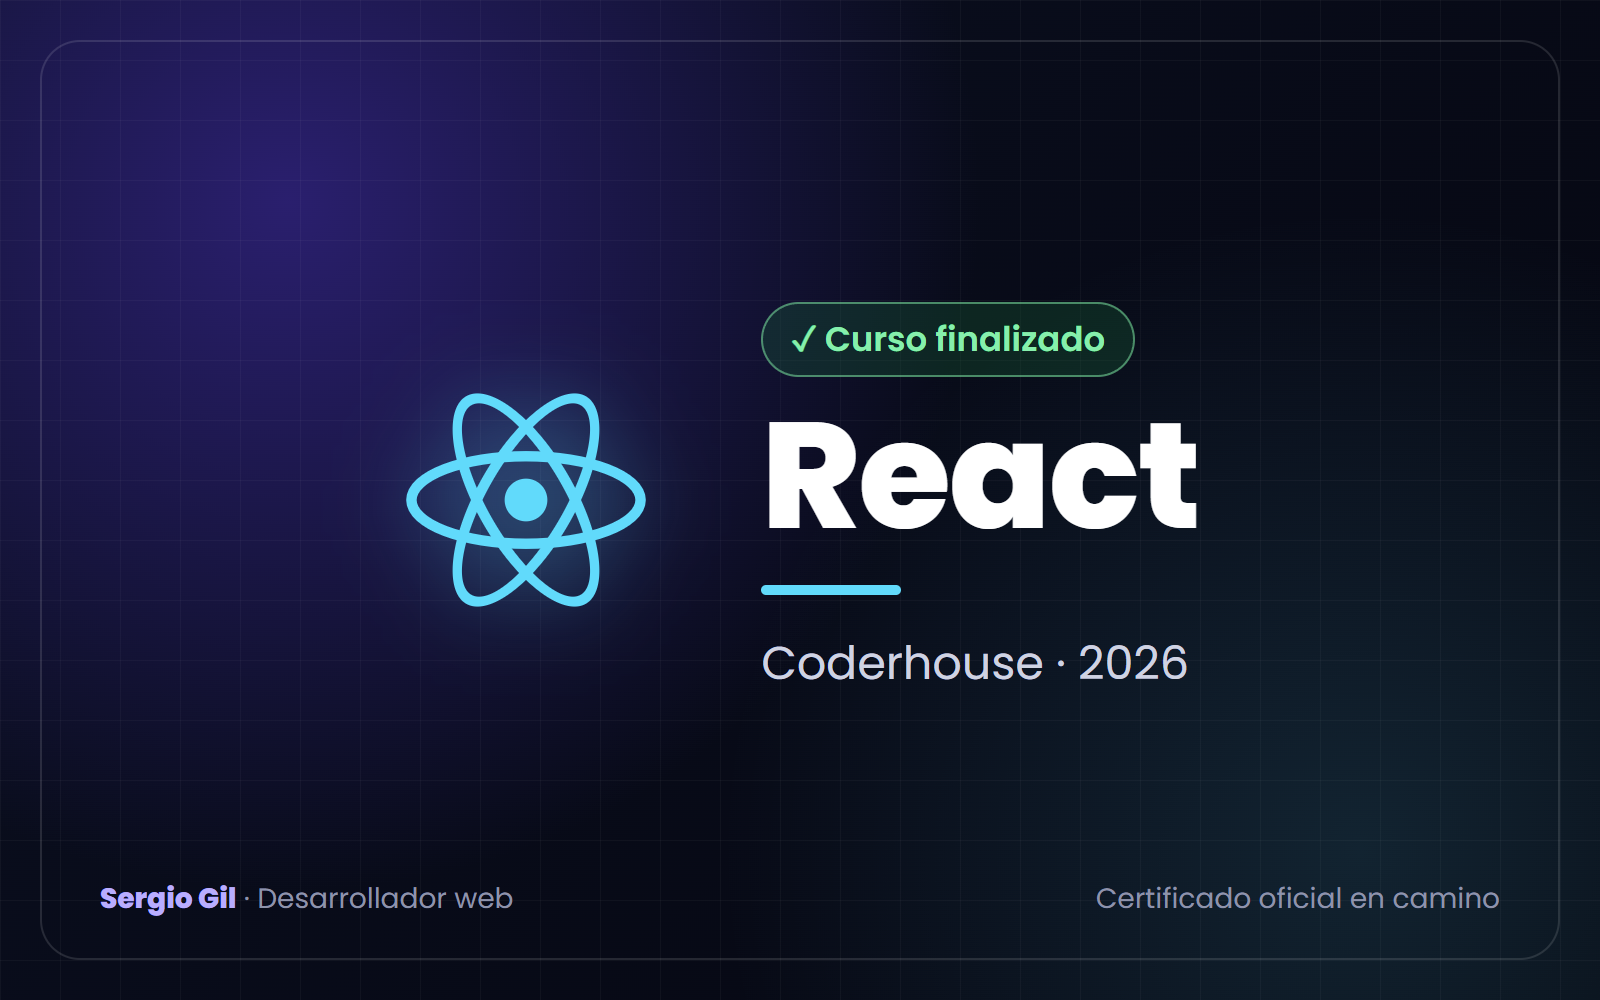 ✓ Curso finalizado
React
Coderhouse · 2026
Sergio Gil · Desarrollador web
Certificado oficial en camino